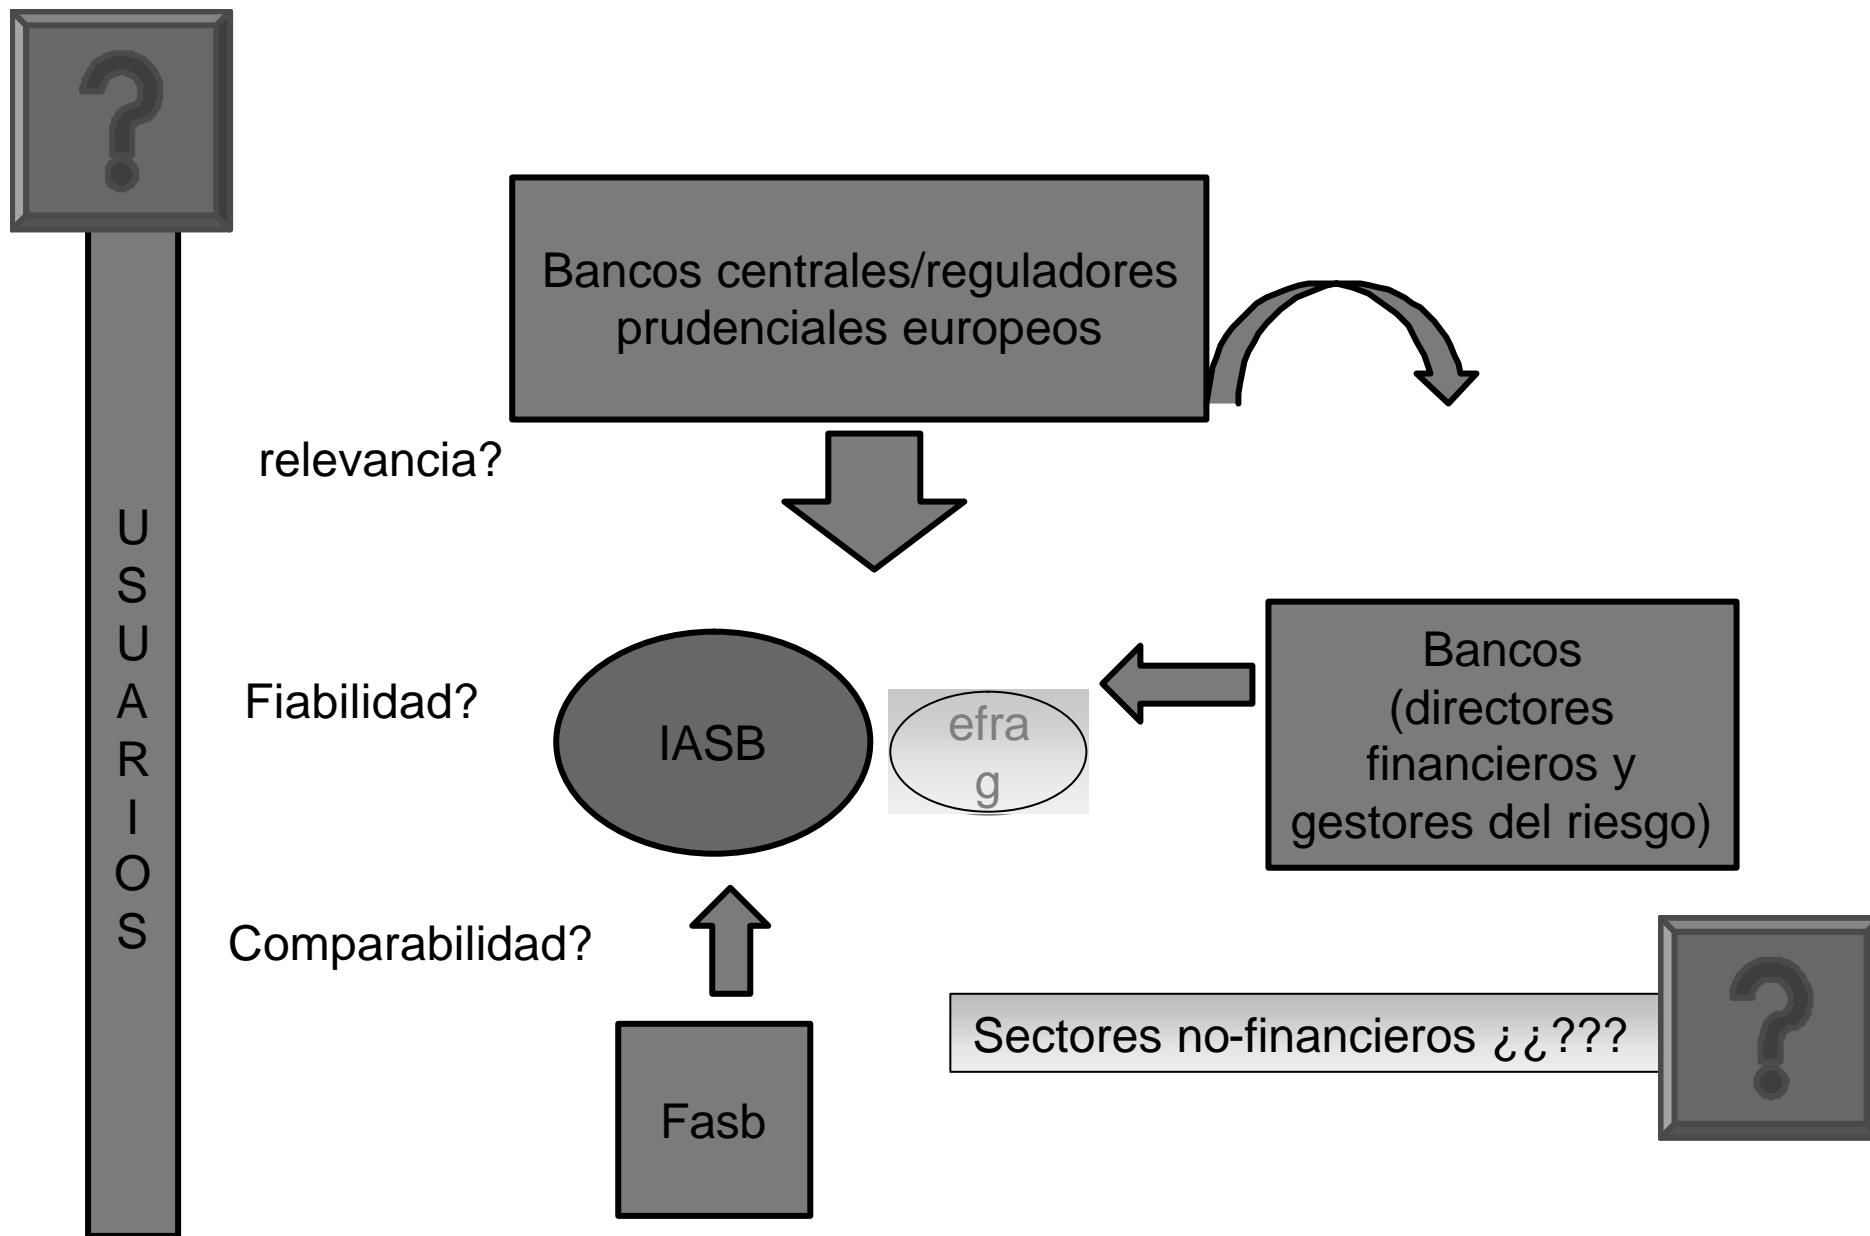 ?
Bancos centrales/reguladores
prudenciales europeos
relevancia?
U
S
U
A
R
I
O
S
Fiabilidad?
IASB
efra
g
Bancos
(directores
financieros y
gestores del riesgo)
Comparabilidad?
Sectores no-financieros ¿¿???
?
Fasb